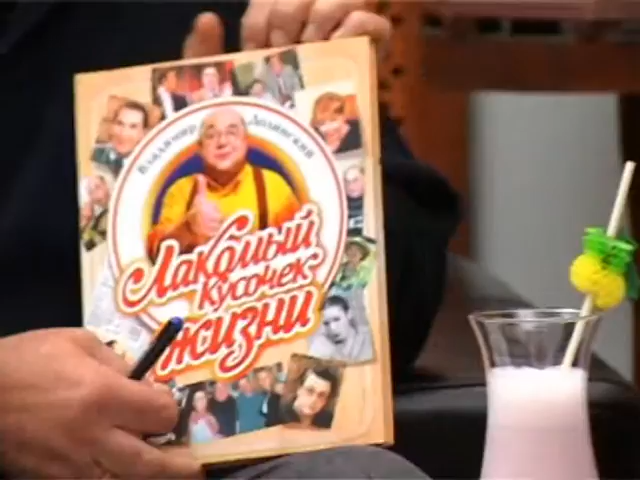 Владимир Долинский
Лакомый
кусочек
жизни